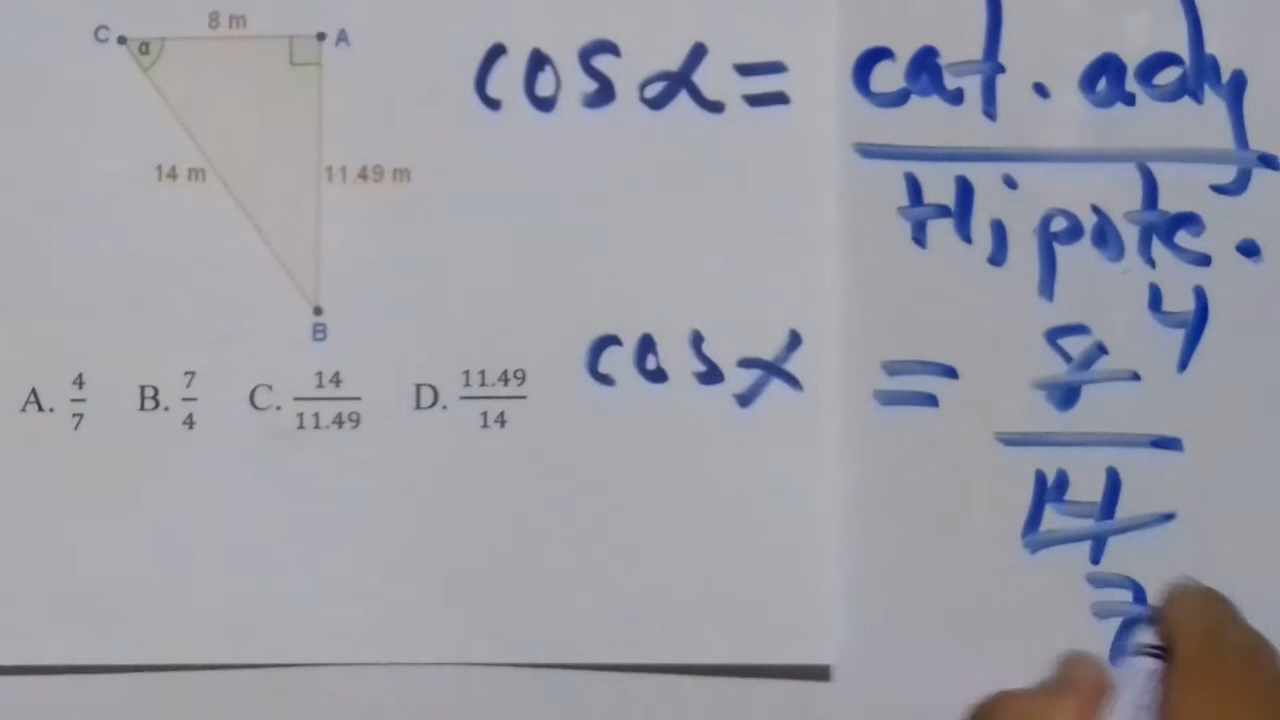 8 m
C α A
14 m 11.49 m
B
A. 4/7 B. 7/4 C. 14/11.49 D. 11.49/14
cos α = cat. ady / Hipote.
cos α = 8 4 / 14 7